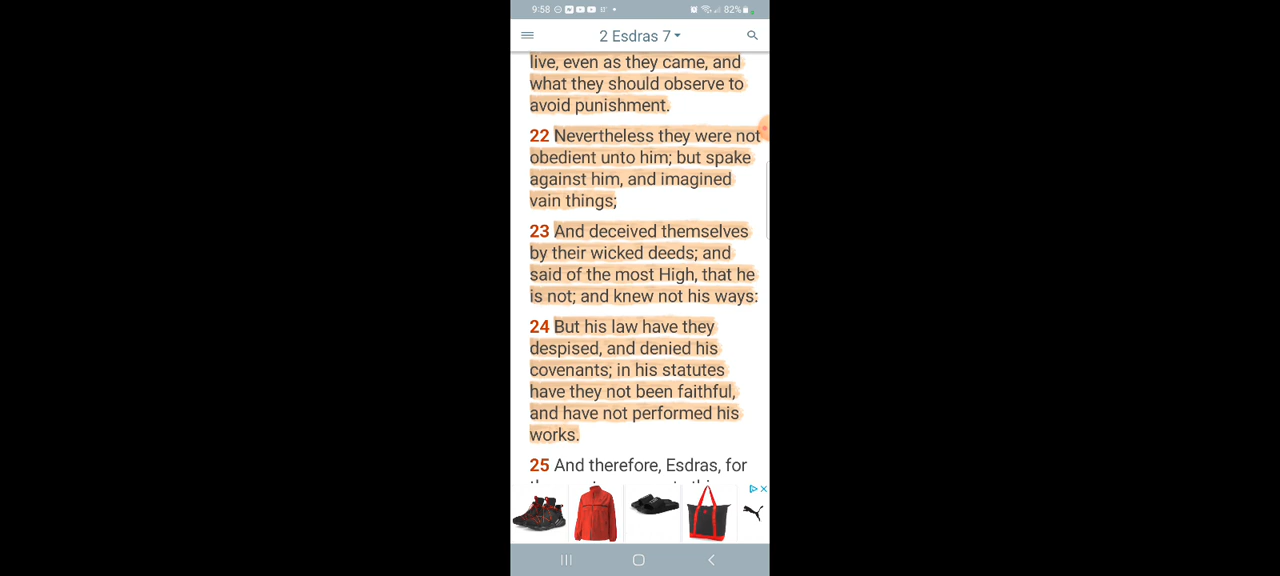 9:58 82%
2 Esdras 7
live, even as they came, and
what they should observe to
avoid punishment.
22 Nevertheless they were not
obedient unto him; but spake
against him, and imagined
vain things;
23 And deceived themselves
by their wicked deeds; and
said of the most High, that he
is not; and knew not his ways:
24 But his law have they
despised, and denied his
covenants; in his statutes
have they not been faithful,
and have not performed his
works.
25 And therefore, Esdras, for